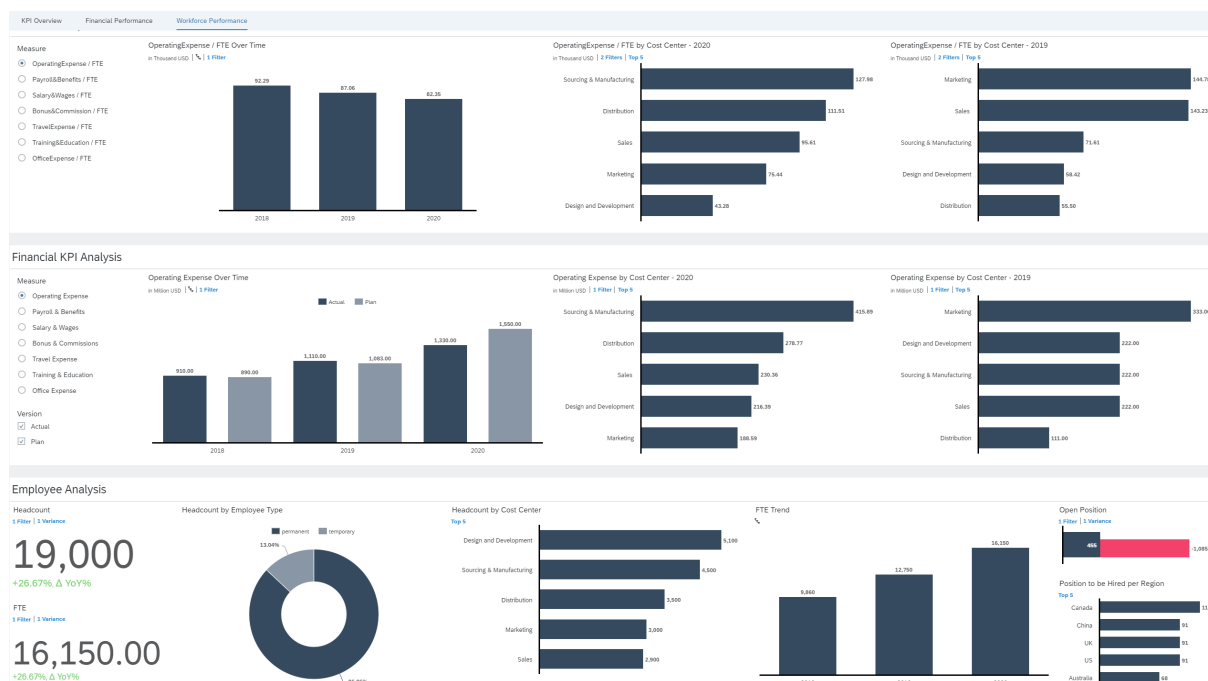 KPI Overview Financial Performance Workforce Performance
Measure
OperatingExpense / FTE
Payroll&Benefits / FTE
Salary&Wages / FTE
Bonus&Commission / FTE
TravelExpense / FTE
Training&Education / FTE
OfficeExpense / FTE
OperatingExpense / FTE Over Time
in Thousand USD | 1 Filter
92.29
87.06
82.35
2018 2019 2020
OperatingExpense / FTE by Cost Center - 2020
in Thousand USD | 2 Filters | Top 5
Sourcing & Manufacturing 127.98
Distribution 111.51
Sales 95.61
Marketing 75.44
Design and Development 43.28
OperatingExpense / FTE by Cost Center - 2019
in Thousand USD | 2 Filters | Top 5
Marketing 144.78
Sales 143.23
Sourcing & Manufacturing 71.61
Design and Development 58.42
Distribution 55.50
Financial KPI Analysis
Measure
Operating Expense
Payroll & Benefits
Salary & Wages
Bonus & Commissions
Travel Expense
Training & Education
Office Expense
Version
Actual
Plan
Operating Expense Over Time
in Million USD | 1 Filter
Actual Plan
910.00 890.00 1,110.00 1,083.00 1,330.00 1,550.00
2018 2019 2020
Operating Expense by Cost Center - 2020
in Million USD | 1 Filter | Top 5
Sourcing & Manufacturing 415.89
Distribution 278.77
Sales 230.36
Design and Development 216.39
Marketing 188.59
Operating Expense by Cost Center - 2019
in Million USD | 1 Filter | Top 5
Marketing 333.00
Design and Development 222.00
Sourcing & Manufacturing 222.00
Sales 222.00
Distribution 111.00
Employee Analysis
Headcount
1 Filter | 1 Variance
19,000
+26.67%, Δ YoY%
FTE
1 Filter | 1 Variance
16,150.00
+26.67%, Δ YoY%
Headcount by Employee Type
permanent temporary
13.04%
Headcount by Cost Center
Top 5
Design and Development 5,100
Sourcing & Manufacturing 4,500
Distribution 3,500
Marketing 3,000
Sales 2,900
FTE Trend
9,860
12,750
16,150
Open Position
1 Filter | 1 Variance
455 -1,085
Position to be Hired per Region
Top 5
Canada
China 91
UK 91
US 91
Australia 68